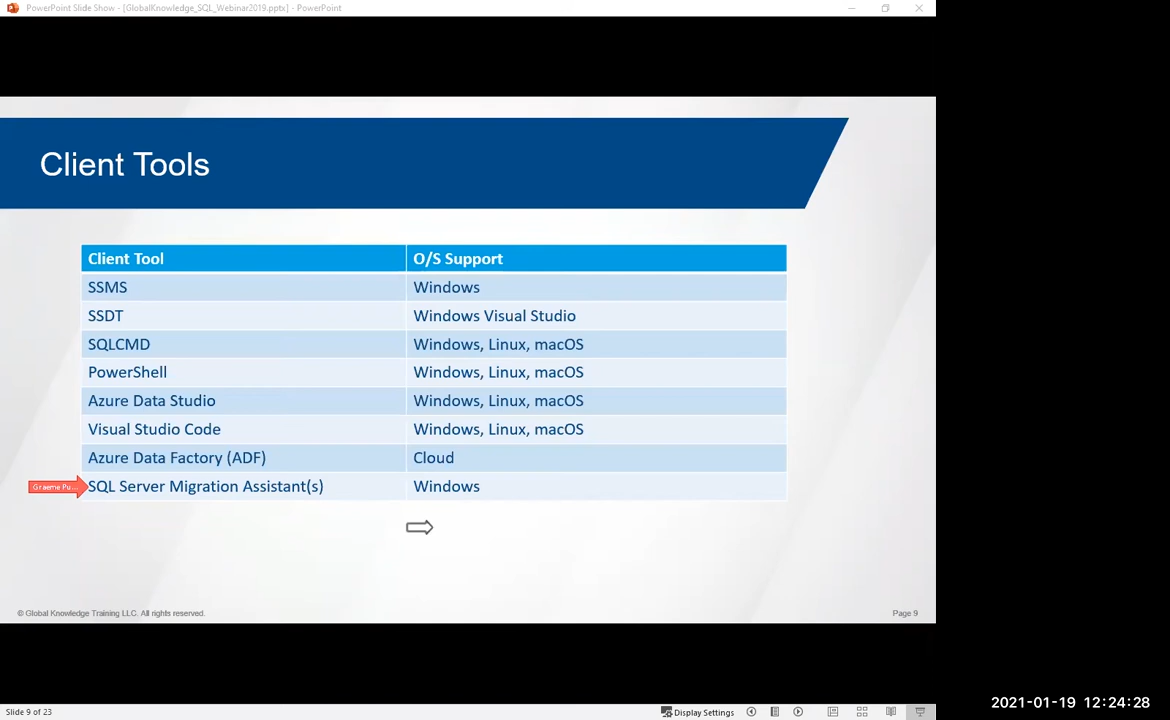 PowerPoint Slide Show - [GlobalKnowledge_SQL_Webinar2019.pptx] - PowerPoint
Client Tools
Client Tool O/S Support
SSMS Windows
SSDT Windows Visual Studio
SQLCMD Windows, Linux, macOS
PowerShell Windows, Linux, macOS
Azure Data Studio Windows, Linux, macOS
Visual Studio Code Windows, Linux, macOS
Azure Data Factory (ADF) Cloud
Graeme Pu... SQL Server Migration Assistant(s) Windows
© Global Knowledge Training LLC. All rights reserved. Page 9
2021-01-19 12:24:28
Slide 9 of 23 Display Settings